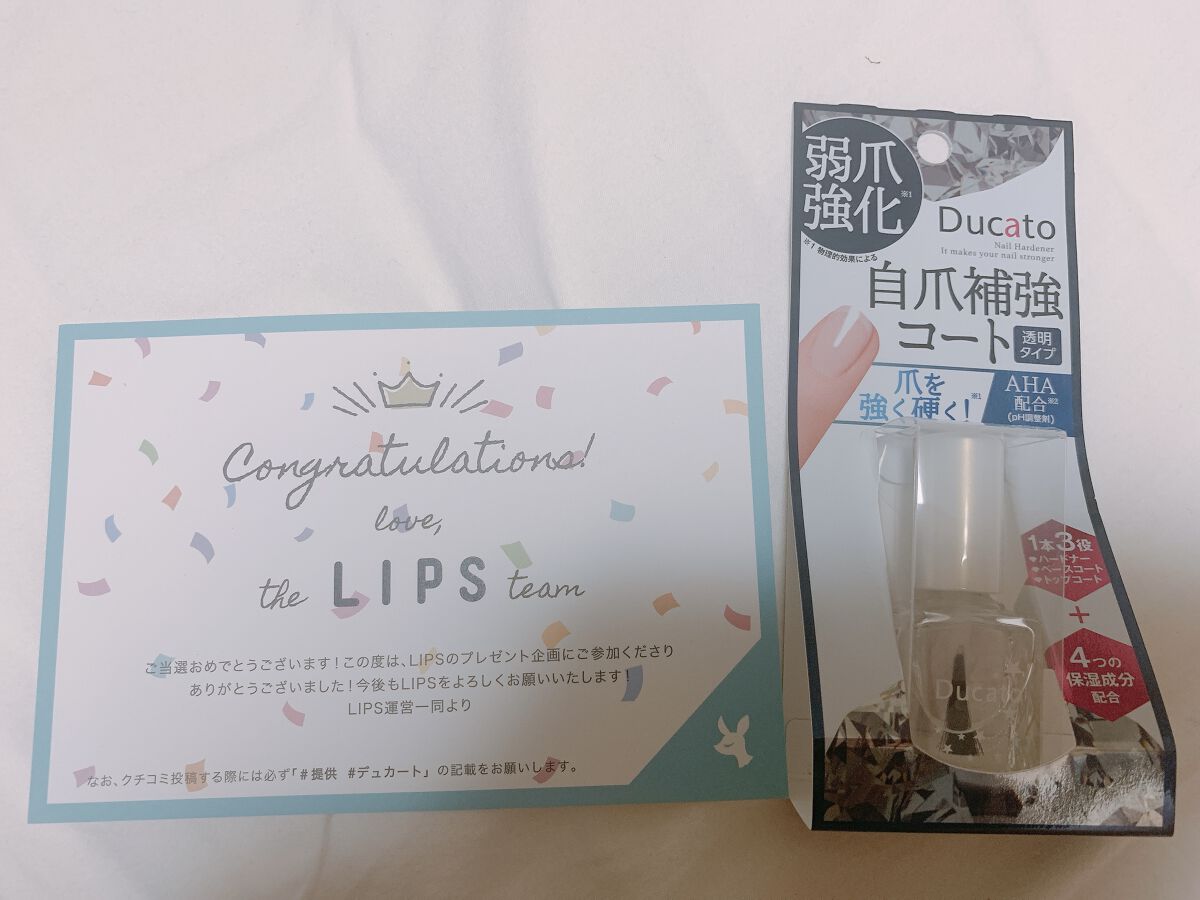 Congratulations!
love,
the LIPS team
ご当選おめでとうございます！この度は、LIPSのプレゼント企画にご参加くださり
ありがとうございました！今後もLIPSをよろしくお願いいたします！
LIPS運営一同より
なお、クチコミ投稿する際には必ず「#提供 #デュカート」の記載をお願いします。
弱爪
強化※1
※1 物理的効果による
Ducato
Nail Hardener
It makes your nail stronger
自爪補強
コート
透明
タイプ
爪を
強く硬く!※1
AHA
配合※2
(pH調整剤)
1本3役
♥ハードナー
♥ベースコート
♥トップコート
+
4つの
保湿成分
配合
Ducato